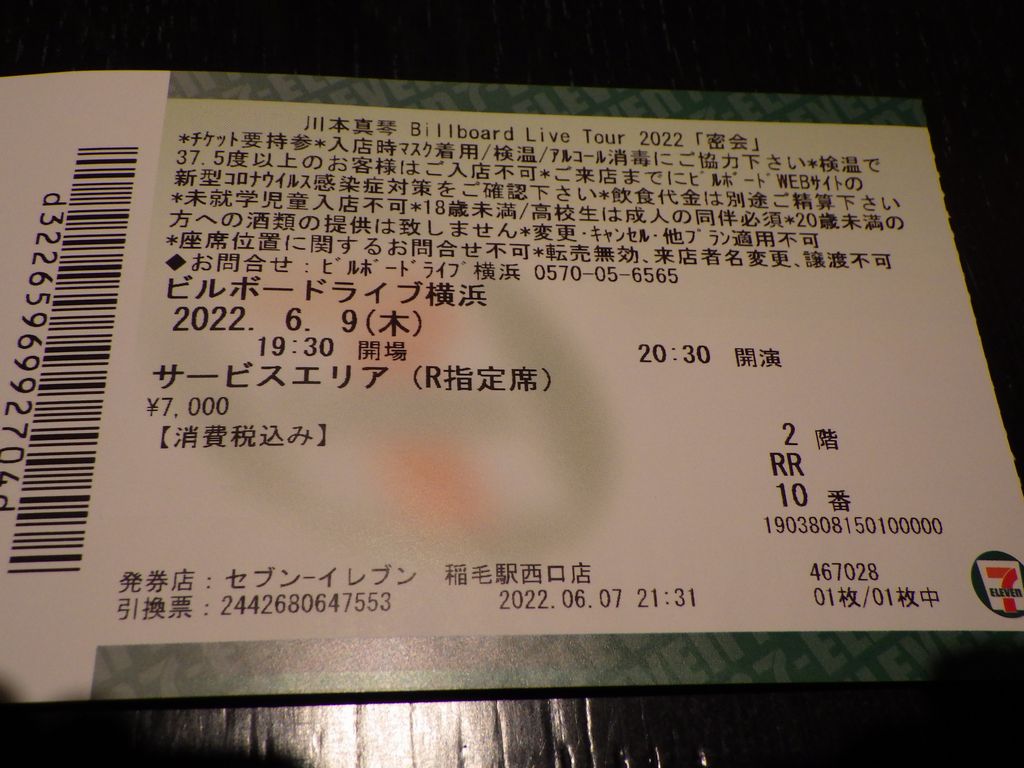 川本真琴 Billboard Live Tour 2022「密会」
*チケット要持参*入店時マスク着用/検温/アルコール消毒にご協力下さい*検温で
37.5度以上のお客様はご入店不可*ご来店までにビルボードWEBサイトの
新型コロナウイルス感染症対策をご確認下さい*飲食代金は別途ご精算下さい
*未就学児童入店不可*18歳未満/高校生は成人の同伴必須*20歳未満の
方への酒類の提供は致しません*変更・キャンセル・他プラン適用不可
*座席位置に関するお問合せ不可*転売無効、来店者名変更、譲渡不可
◆お問合せ：ビルボードライブ横浜 0570-05-6565
ビルボードライブ横浜
2022. 6. 9(木)
19:30 開場 20:30 開演
サービスエリア（R指定席）
¥7,000
【消費税込み】
2 階
RR
10 番
1903808150100000
発券店：セブン-イレブン 稲毛駅西口店 467028
引換票：2442680647553 2022.06.07 21:31 01枚/01枚中
d322659699270 4d
7 ELEVEN